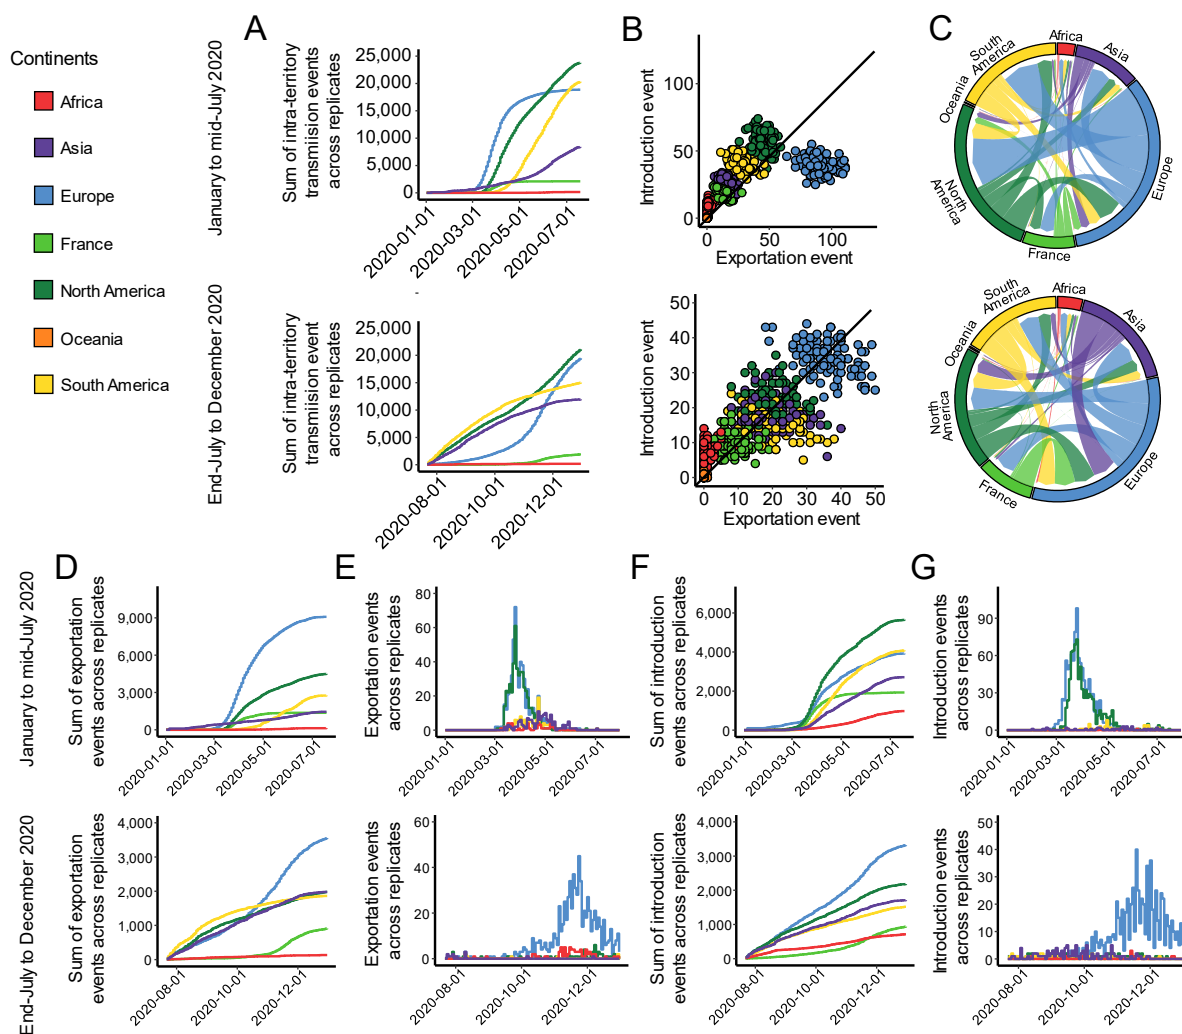 Continents
Africa
Asia
Europe
France
North America
Oceania
South America
January to mid-July 2020
End-July to December 2020
A
Sum of intra-territory
transmiision events
across replicates
25,000
20,000
15,000
10,000
5,000
0
2020-01-01
2020-03-01
2020-05-01
2020-07-01
Sum of intra-territory
transmiision event
across replicates
25,000
20,000
15,000
10,000
5,000
0
2020-08-01
2020-10-01
2020-12-01
B
Introduction event
100
50
0
0
50
100
Exportation event
Introduction event
50
40
30
20
10
0
0
10
20
30
40
50
Exportation event
C
Africa
Asia
Europe
France
North
America
Oceania
South
America
Africa
Asia
Europe
France
North
America
Oceania
South
America
January to mid-July 2020
End-July to December 2020
D
Sum of exportation
events across replicates
9,000
6,000
3,000
0
2020-01-01
2020-03-01
2020-05-01
2020-07-01
Sum of exportation
events across replicates
4,000
3,000
2,000
1,000
0
2020-08-01
2020-10-01
2020-12-01
E
Exportation events
across replicates
80
60
40
20
0
2020-01-01
2020-03-01
2020-05-01
2020-07-01
Exportation events
across replicates
60
40
20
0
2020-08-01
2020-10-01
2020-12-01
F
Sum of introduction
events across replicates
6,000
4,000
2,000
0
2020-01-01
2020-03-01
2020-05-01
2020-07-01
Sum of introduction
events across replicates
4,000
3,000
2,000
1,000
0
2020-08-01
2020-10-01
2020-12-01
G
Introduction events
across replicates
90
60
30
0
2020-01-01
2020-03-01
2020-05-01
2020-07-01
Introduction events
across replicates
50
40
30
20
10
0
2020-08-01
2020-10-01
2020-12-01